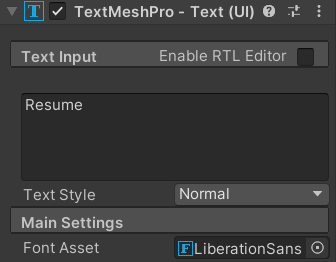 TextMeshPro - Text (UI)
Text Input Enable RTL Editor
Resume
Text Style Normal
Main Settings
Font Asset LiberationSans